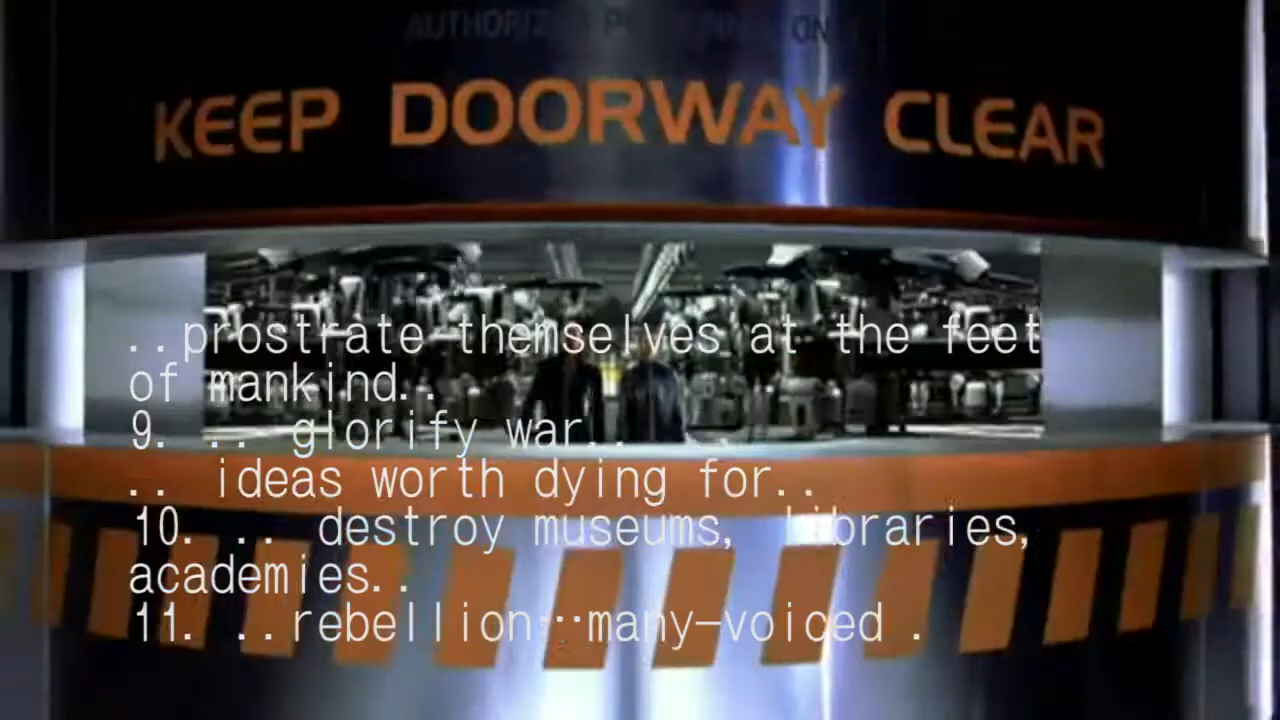 KEEP DOORWAY CLEAR
..prostrate themselves at the feet
of mankind..
9. .. glorify war..
.. ideas worth dying for..
10. .. destroy museums, libraries,
academies..
11. ..rebellion··many-voiced .